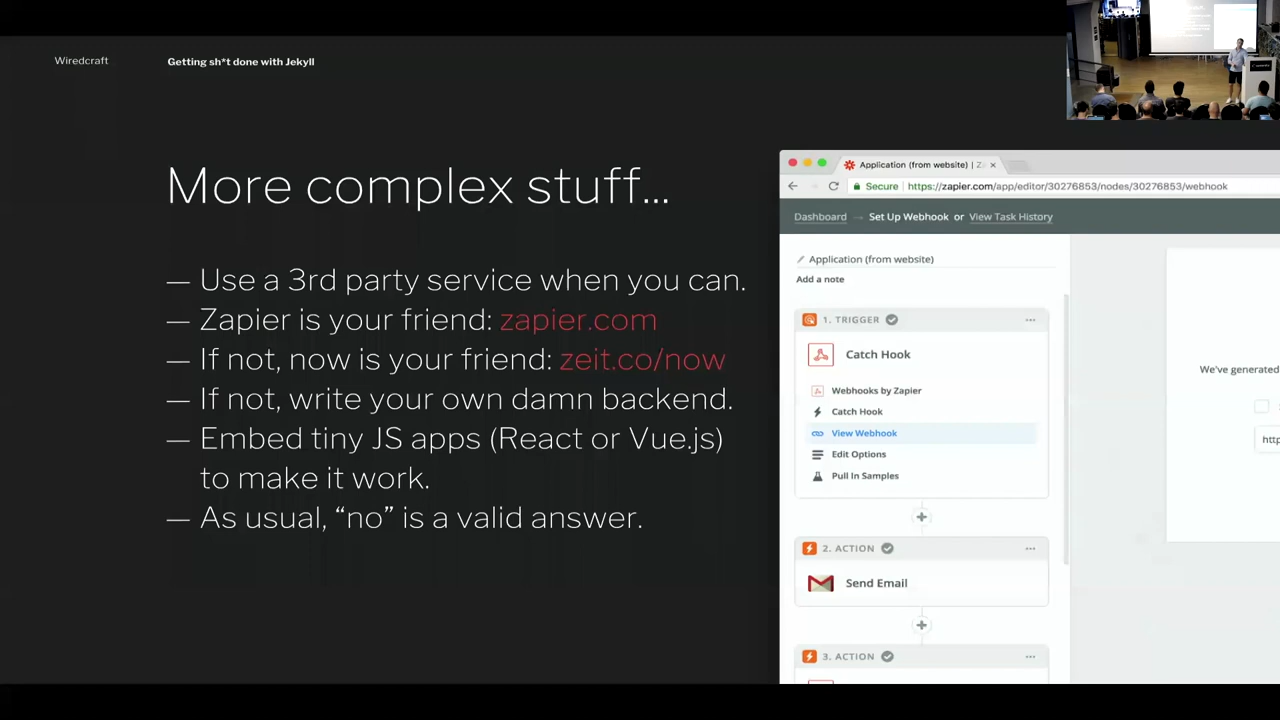 Wiredcraft
Getting sh*t done with Jekyll
More complex stuff...
— Use a 3rd party service when you can.
— Zapier is your friend: zapier.com
— If not, now is your friend: zeit.co/now
— If not, write your own damn backend.
— Embed tiny JS apps (React or Vue.js)
to make it work.
— As usual, “no” is a valid answer.
Application (from website) | Ze
Secure https://zapier.com/app/editor/30276853/nodes/30276853/webhook
Dashboard → Set Up Webhook or View Task History
Application (from website)
Add a note
1. TRIGGER
Catch Hook
Webhooks by Zapier
Catch Hook
View Webhook
Edit Options
Pull In Samples
2. ACTION
Send Email
3. ACTION
We've generated
http